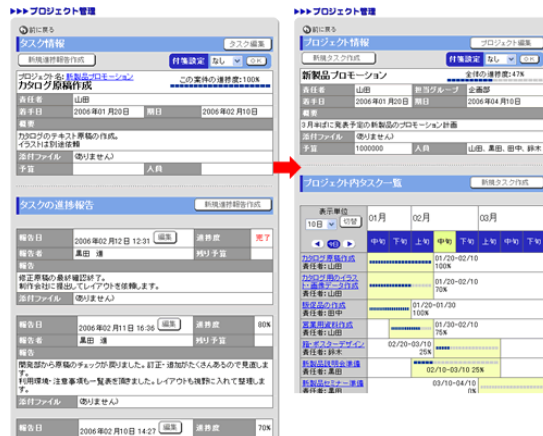 ▶▶▶プロジェクト管理
前に戻る
タスク情報
タスク編集
新規進捗報告作成
付箋設定 なし OK
プロジェクト名:新製品プロモーション
カタログ原稿作成
この案件の進捗度:100%
責任者 山田
着手日 2006年01月20日 期日 2006年02月10日
概要
カタログのテキスト原稿の作成。
イラストは別途依頼
添付ファイル (ありません)
予算 人員
タスクの進捗報告
新規進捗報告作成
報告日 2006年02月12日 12:31 編集 進捗度 完了
報告者 黒田 進 残り予算
報告
修正原稿の最終確認終了。
制作会社に提出してレイアウトを依頼します。
添付ファイル (ありません)
報告日 2006年02月11日 16:36 編集 進捗度 80%
報告者 黒田 進 残り予算
報告
開発部から原稿のチェックが戻りました。訂正・追加がたくさんあるので見直します。
利用環境・注意事項も一覧表を頂きました。レイアウトも視野に入れて整理します。
添付ファイル (ありません)
報告日 2006年02月10日 14:27 編集 進捗度 70%
▶▶▶プロジェクト管理
前に戻る
プロジェクト情報
プロジェクト編集
新規タスク作成
付箋設定 なし OK
新製品プロモーション
全体の進捗度:47%
責任者 山田 担当グループ 企画部
着手日 2006年01月20日 期日 2006年04月10日
概要
3月半ばに発表予定の新製品のプロモーション計画
添付ファイル (ありません)
予算 1000000 人員 山田、黒田、田中、鈴木
プロジェクト内タスク一覧
新規タスク作成
表示単位
10日 切替
01月 02月 03月
今日
中旬 下旬 上旬 中旬 下旬 上旬 中旬 下旬
カタログ原稿作成
責任者:山田
01/20-02/10
100%
カタログ用のイラスト・画像データ作成
責任者:山田
01/20-02/10
70%
販促品の作成
責任者:田中
01/20-01/30
100%
営業用資料作成
責任者:山田
01/30-02/10
75%
箱・ポスターデザイン
責任者:鈴木
02/20-03/10
25%
新製品説明会準備
責任者:黒田
02/10-03/10 25%
新製品セミナー準備
責任者:黒田
03/10-04/10
0%